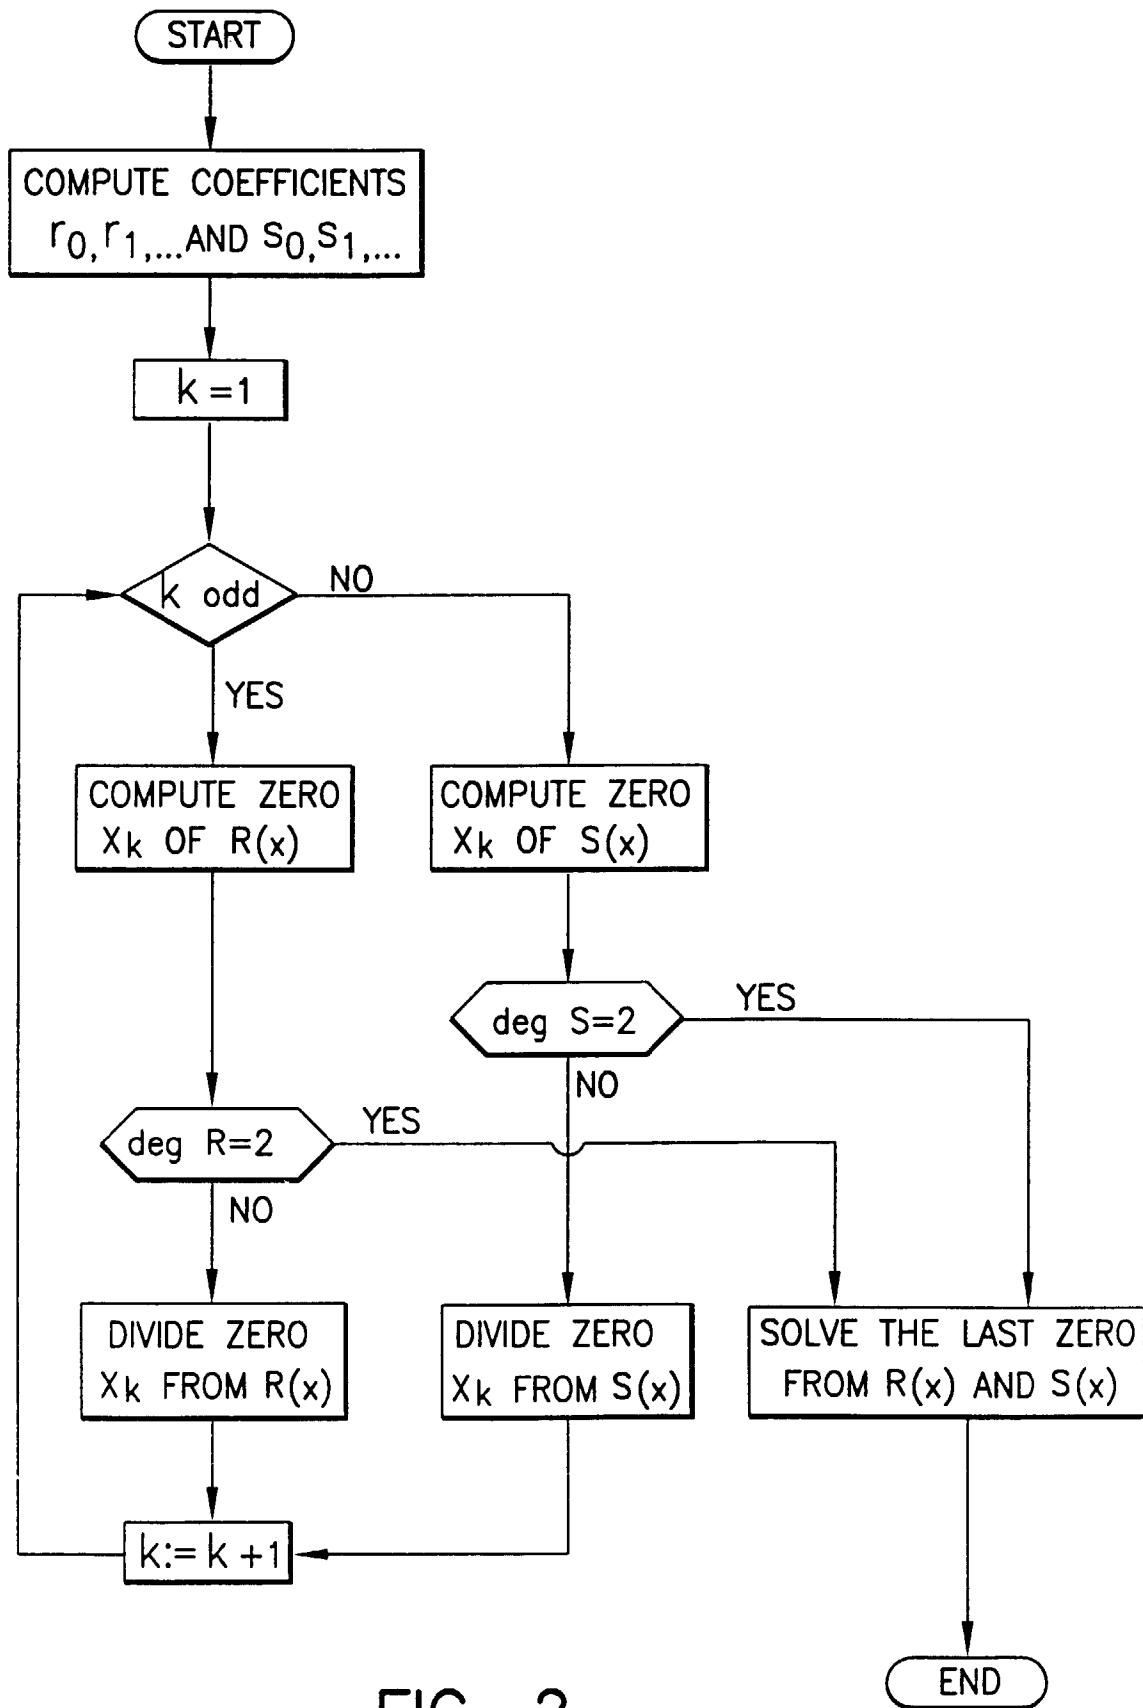 START
COMPUTE COEFFICIENTS
r0,r1,...AND S0,S1,...
k=1
k odd
NO
YES
COMPUTE ZERO
Xk OF R(x)
COMPUTE ZERO
Xk OF S(x)
deg S=2
YES
NO
deg R=2
YES
NO
DIVIDE ZERO
Xk FROM R(x)
DIVIDE ZERO
Xk FROM S(x)
SOLVE THE LAST ZERO
FROM R(x) AND S(x)
k:= k+1
END